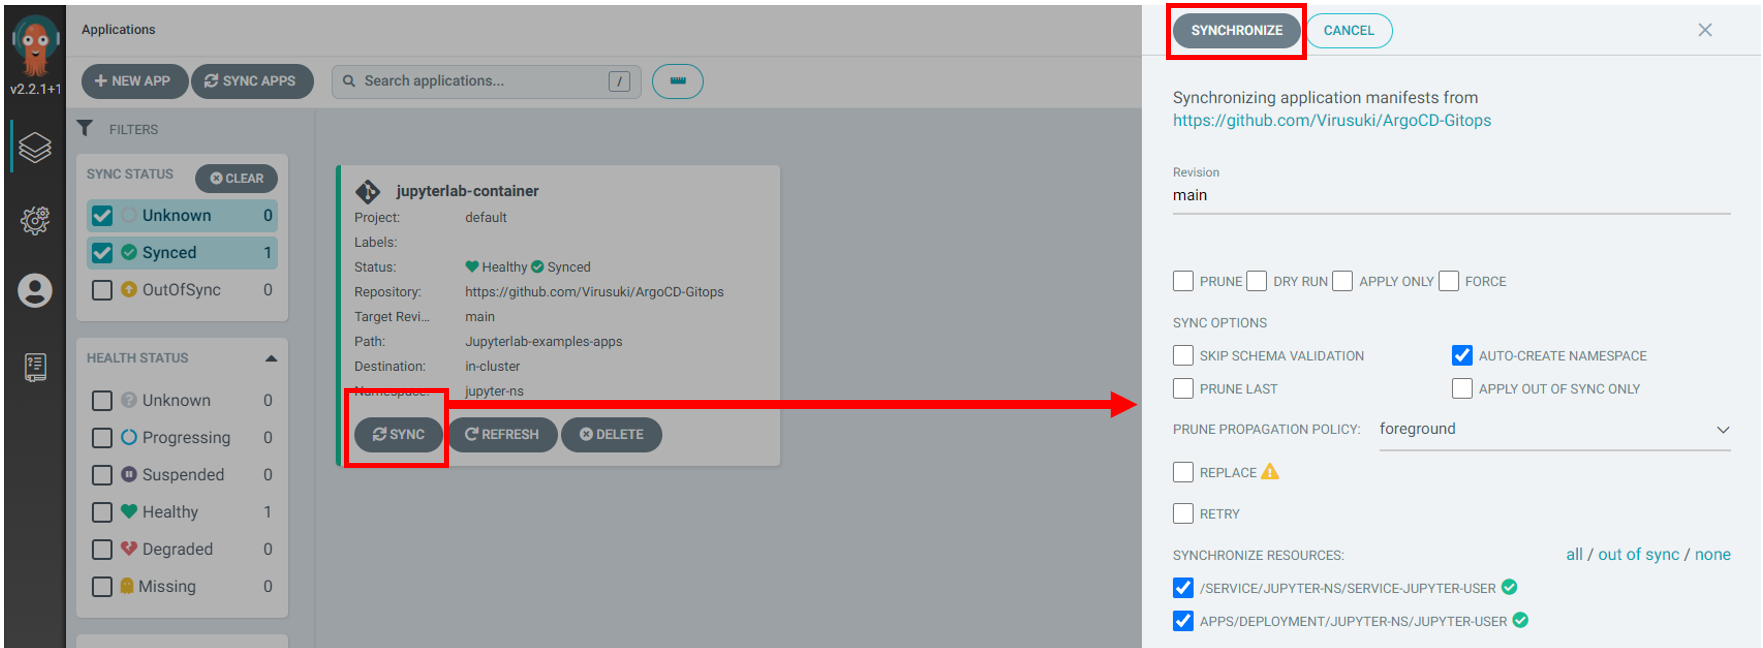 v2.2.1+1
Applications
NEW APP
SYNC APPS
Search applications...
/
FILTERS
SYNC STATUS
CLEAR
Unknown 0
Synced 1
OutOfSync 0
HEALTH STATUS
Unknown 0
Progressing 0
Suspended 0
Healthy 1
Degraded 0
Missing 0
jupyterlab-container
Project: default
Labels:
Status: Healthy Synced
Repository: https://github.com/Virusuki/ArgoCD-Gitops
Target Revi... main
Path: Jupyterlab-examples-apps
Destination: in-cluster
Namespace: jupyter-ns
SYNC REFRESH DELETE
SYNCHRONIZE CANCEL
Synchronizing application manifests from
https://github.com/Virusuki/ArgoCD-Gitops
Revision
main
PRUNE DRY RUN APPLY ONLY FORCE
SYNC OPTIONS
SKIP SCHEMA VALIDATION AUTO-CREATE NAMESPACE
PRUNE LAST APPLY OUT OF SYNC ONLY
PRUNE PROPAGATION POLICY: foreground
REPLACE
RETRY
SYNCHRONIZE RESOURCES: all / out of sync / none
/SERVICE/JUPYTER-NS/SERVICE-JUPYTER-USER
APPS/DEPLOYMENT/JUPYTER-NS/JUPYTER-USER